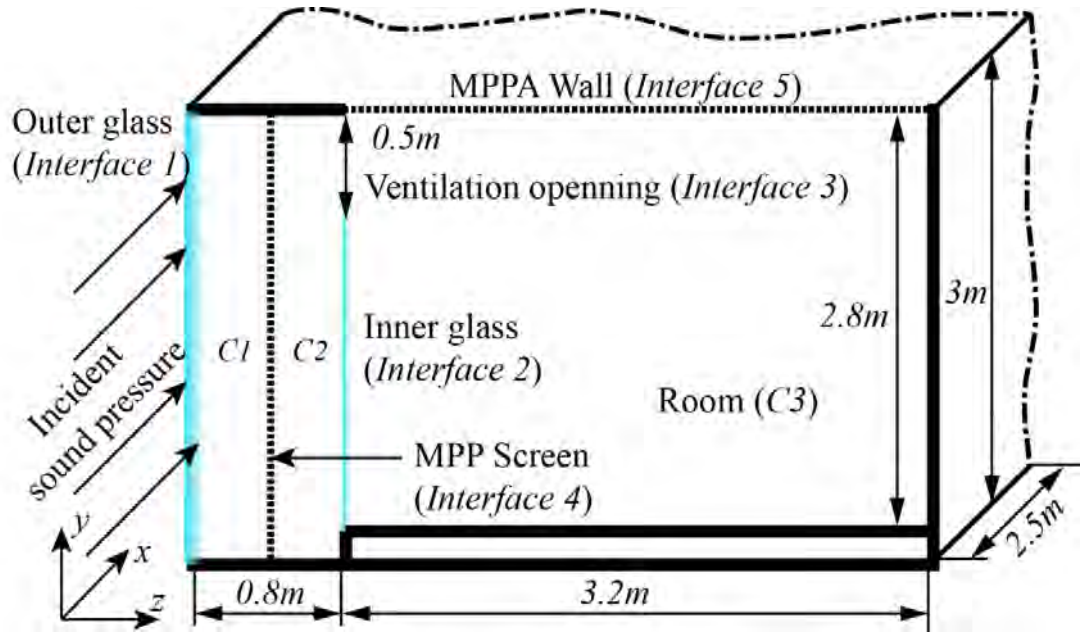 MPPA Wall (Interface 5)
Outer glass
(Interface 1)
0.5m
Ventilation openning (Interface 3)
3m
2.8m
Inner glass
(Interface 2)
C1
C2
Incident
sound pressure
Room (C3)
MPP Screen
(Interface 4)
2.5m
y
x
z
0.8m
3.2m